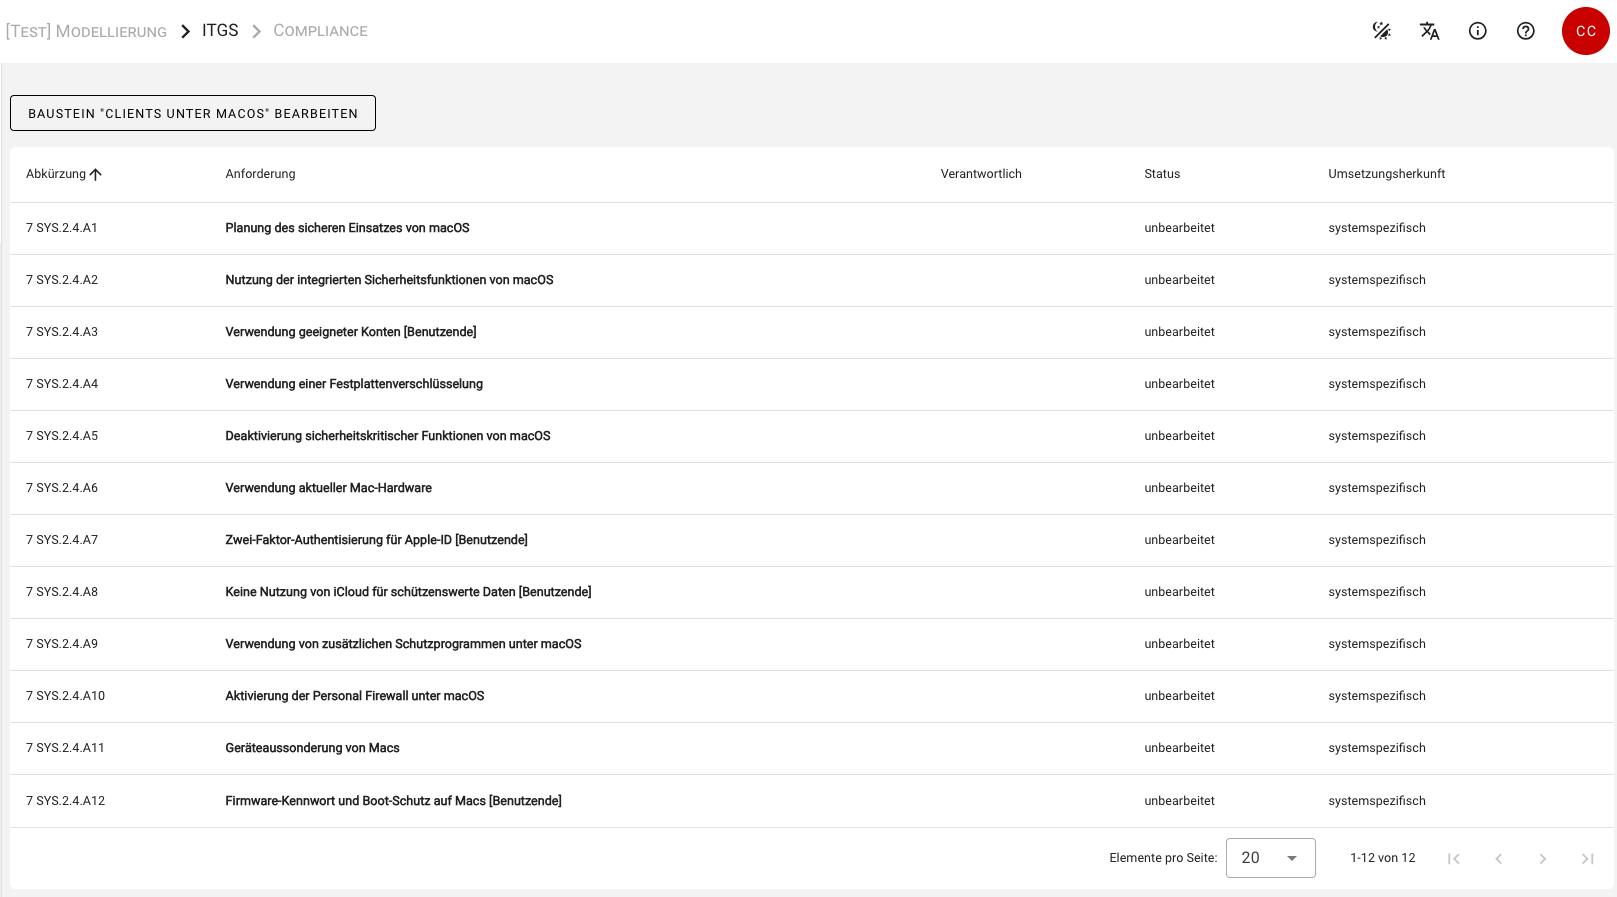 [Test] Modellierung ITGS Compliance CC
BAUSTEIN "CLIENTS UNTER MACOS" BEARBEITEN
Abkürzung Anforderung Verantwortlich Status Umsetzungsherkunft
7 SYS.2.4.A1 Planung des sicheren Einsatzes von macOS unbearbeitet systemspezifisch
7 SYS.2.4.A2 Nutzung der integrierten Sicherheitsfunktionen von macOS unbearbeitet systemspezifisch
7 SYS.2.4.A3 Verwendung geeigneter Konten [Benutzende] unbearbeitet systemspezifisch
7 SYS.2.4.A4 Verwendung einer Festplattenverschlüsselung unbearbeitet systemspezifisch
7 SYS.2.4.A5 Deaktivierung sicherheitskritischer Funktionen von macOS unbearbeitet systemspezifisch
7 SYS.2.4.A6 Verwendung aktueller Mac-Hardware unbearbeitet systemspezifisch
7 SYS.2.4.A7 Zwei-Faktor-Authentisierung für Apple-ID [Benutzende] unbearbeitet systemspezifisch
7 SYS.2.4.A8 Keine Nutzung von iCloud für schützenswerte Daten [Benutzende] unbearbeitet systemspezifisch
7 SYS.2.4.A9 Verwendung von zusätzlichen Schutzprogrammen unter macOS unbearbeitet systemspezifisch
7 SYS.2.4.A10 Aktivierung der Personal Firewall unter macOS unbearbeitet systemspezifisch
7 SYS.2.4.A11 Geräteaussonderung von Macs unbearbeitet systemspezifisch
7 SYS.2.4.A12 Firmware-Kennwort und Boot-Schutz auf Macs [Benutzende] unbearbeitet systemspezifisch
Elemente pro Seite: 20 1-12 von 12